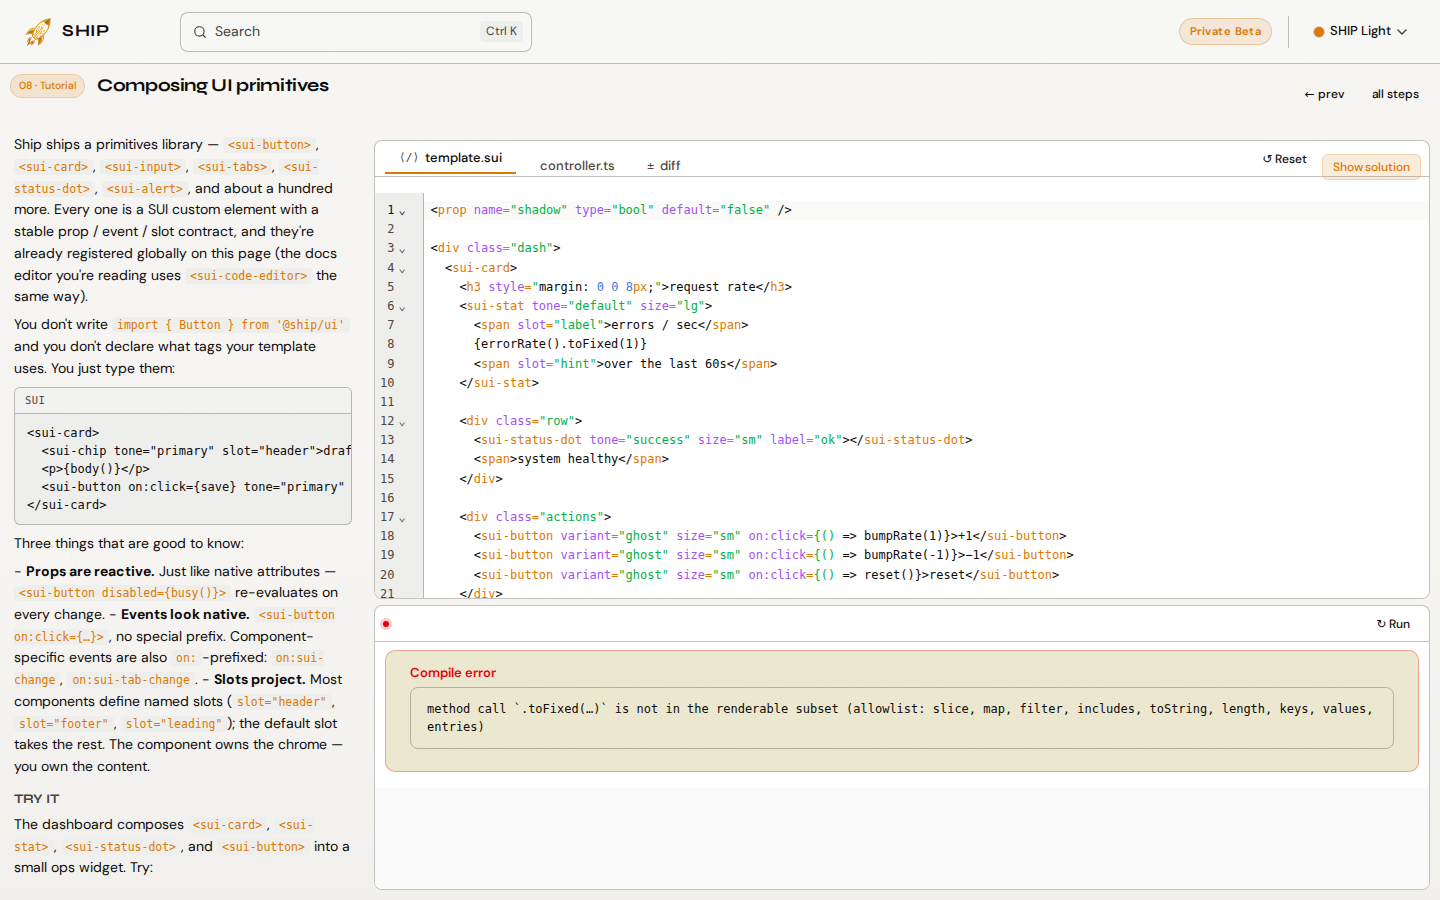 SHIP
Search
Ctrl K
Private Beta
SHIP Light
08 · Tutorial
Composing UI primitives
← prev
all steps
Ship ships a primitives library — <sui-button> ,
<sui-card> , <sui-input> , <sui-tabs> , <sui-
status-dot> , <sui-alert> , and about a hundred
more. Every one is a SUI custom element with a
stable prop / event / slot contract, and they're
already registered globally on this page (the docs
editor you're reading uses <sui-code-editor> the
same way).
You don't write import { Button } from '@ship/ui'
and you don't declare what tags your template
uses. You just type them:
SUI
<sui-card>
  <sui-chip tone="primary" slot="header">draf
  <p>{body()}</p>
  <sui-button on:click={save} tone="primary"
</sui-card>
Three things that are good to know:
- Props are reactive. Just like native attributes —
<sui-button disabled={busy()}> re-evaluates on
every change. - Events look native. <sui-button
on:click={…}> , no special prefix. Component-
specific events are also on: -prefixed: on:sui-
change , on:sui-tab-change . - Slots project. Most
components define named slots ( slot="header" ,
slot="footer" , slot="leading" ); the default slot
takes the rest. The component owns the chrome —
you own the content.
TRY IT
The dashboard composes <sui-card> , <sui-
stat> , <sui-status-dot> , and <sui-button> into a
small ops widget. Try:
⟨/⟩ template.sui
controller.ts
± diff
↺ Reset
Show solution
1 <prop name="shadow" type="bool" default="false" />
2
3 <div class="dash">
4   <sui-card>
5     <h3 style="margin: 0 0 8px;">request rate</h3>
6     <sui-stat tone="default" size="lg">
7       <span slot="label">errors / sec</span>
8       {errorRate().toFixed(1)}
9       <span slot="hint">over the last 60s</span>
10     </sui-stat>
11
12     <div class="row">
13       <sui-status-dot tone="success" size="sm" label="ok"></sui-status-dot>
14       <span>system healthy</span>
15     </div>
16
17     <div class="actions">
18       <sui-button variant="ghost" size="sm" on:click={() => bumpRate(1)}>+1</sui-button>
19       <sui-button variant="ghost" size="sm" on:click={() => bumpRate(-1)}>−1</sui-button>
20       <sui-button variant="ghost" size="sm" on:click={() => reset()}>reset</sui-button>
21     </div>
↻ Run
Compile error
method call `.toFixed(…)` is not in the renderable subset (allowlist: slice, map, filter, includes, toString, length, keys, values,
entries)